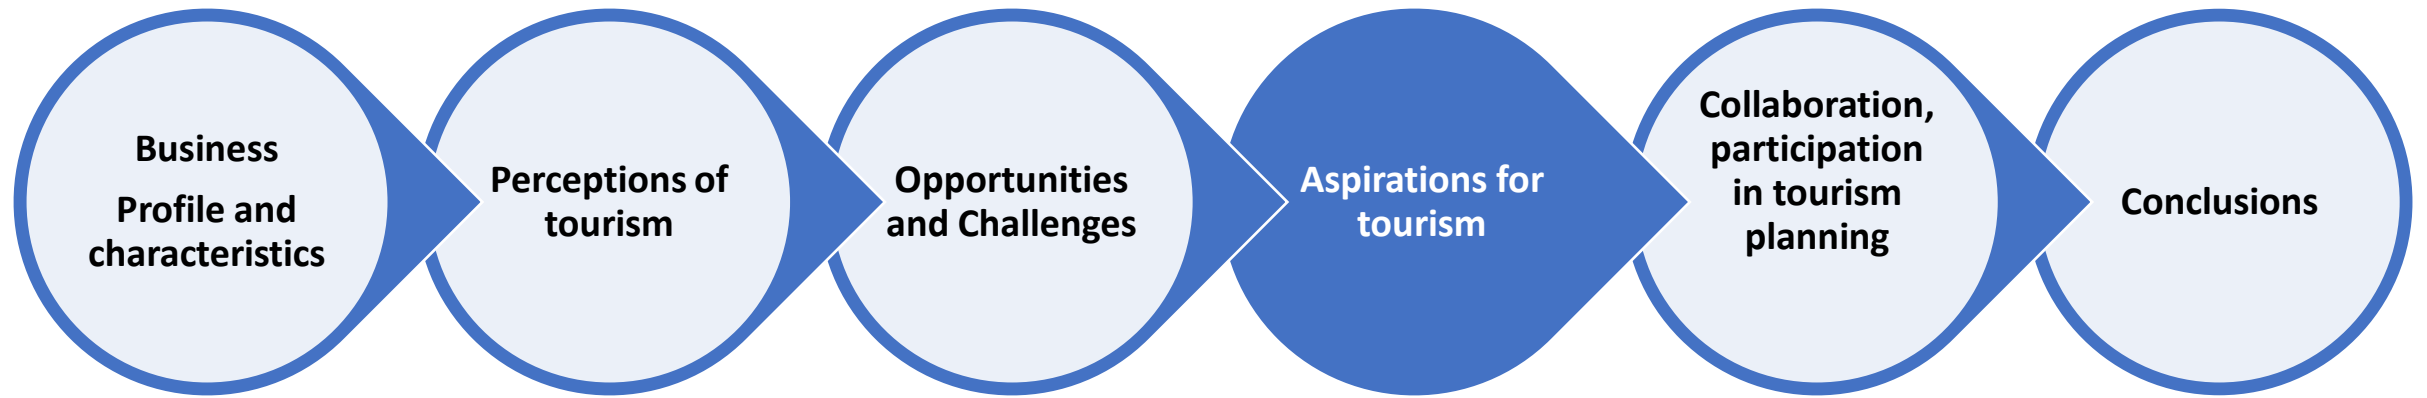 Business
Profile and
characteristics
Perceptions of
tourism
Opportunities
and Challenges
Aspirations for
tourism
Collaboration,
participation
in tourism
planning
Conclusions